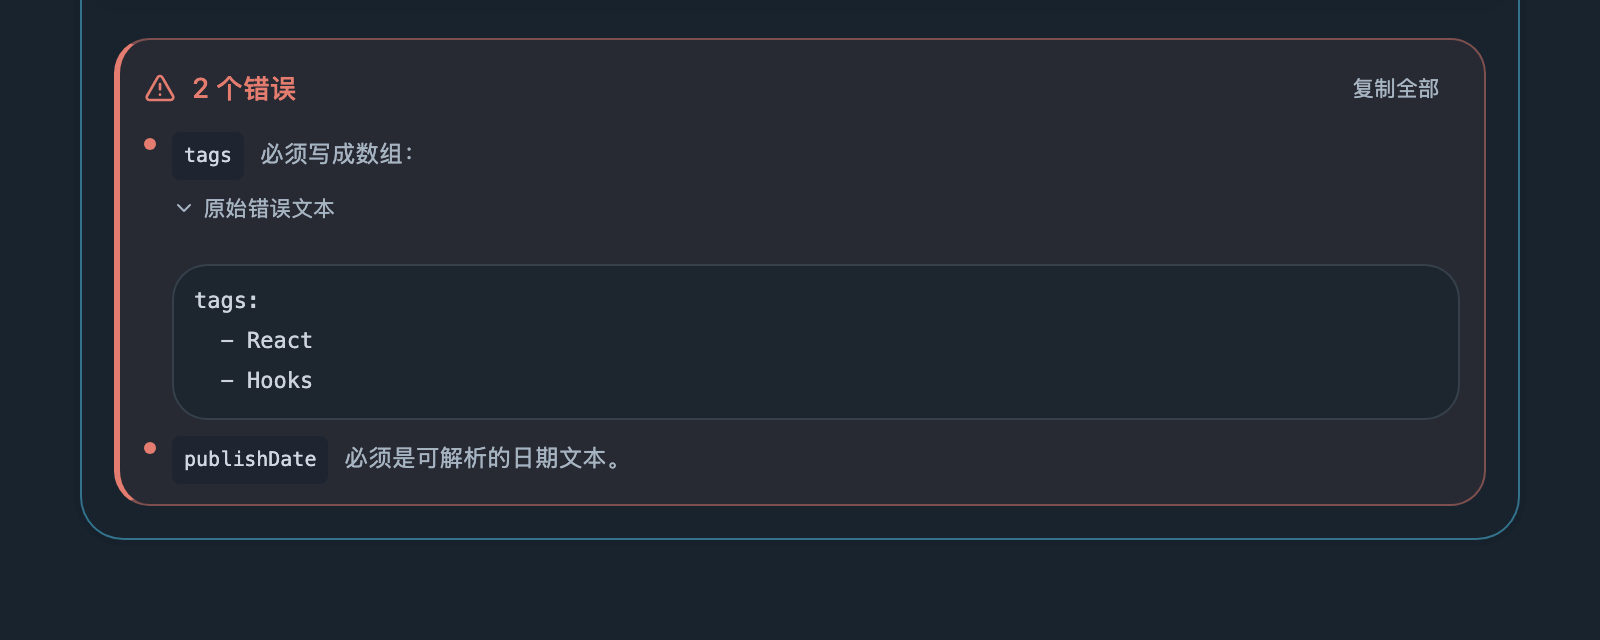 2 个错误
复制全部
tags 必须写成数组：
原始错误文本
tags:
  - React
  - Hooks
publishDate 必须是可解析的日期文本。